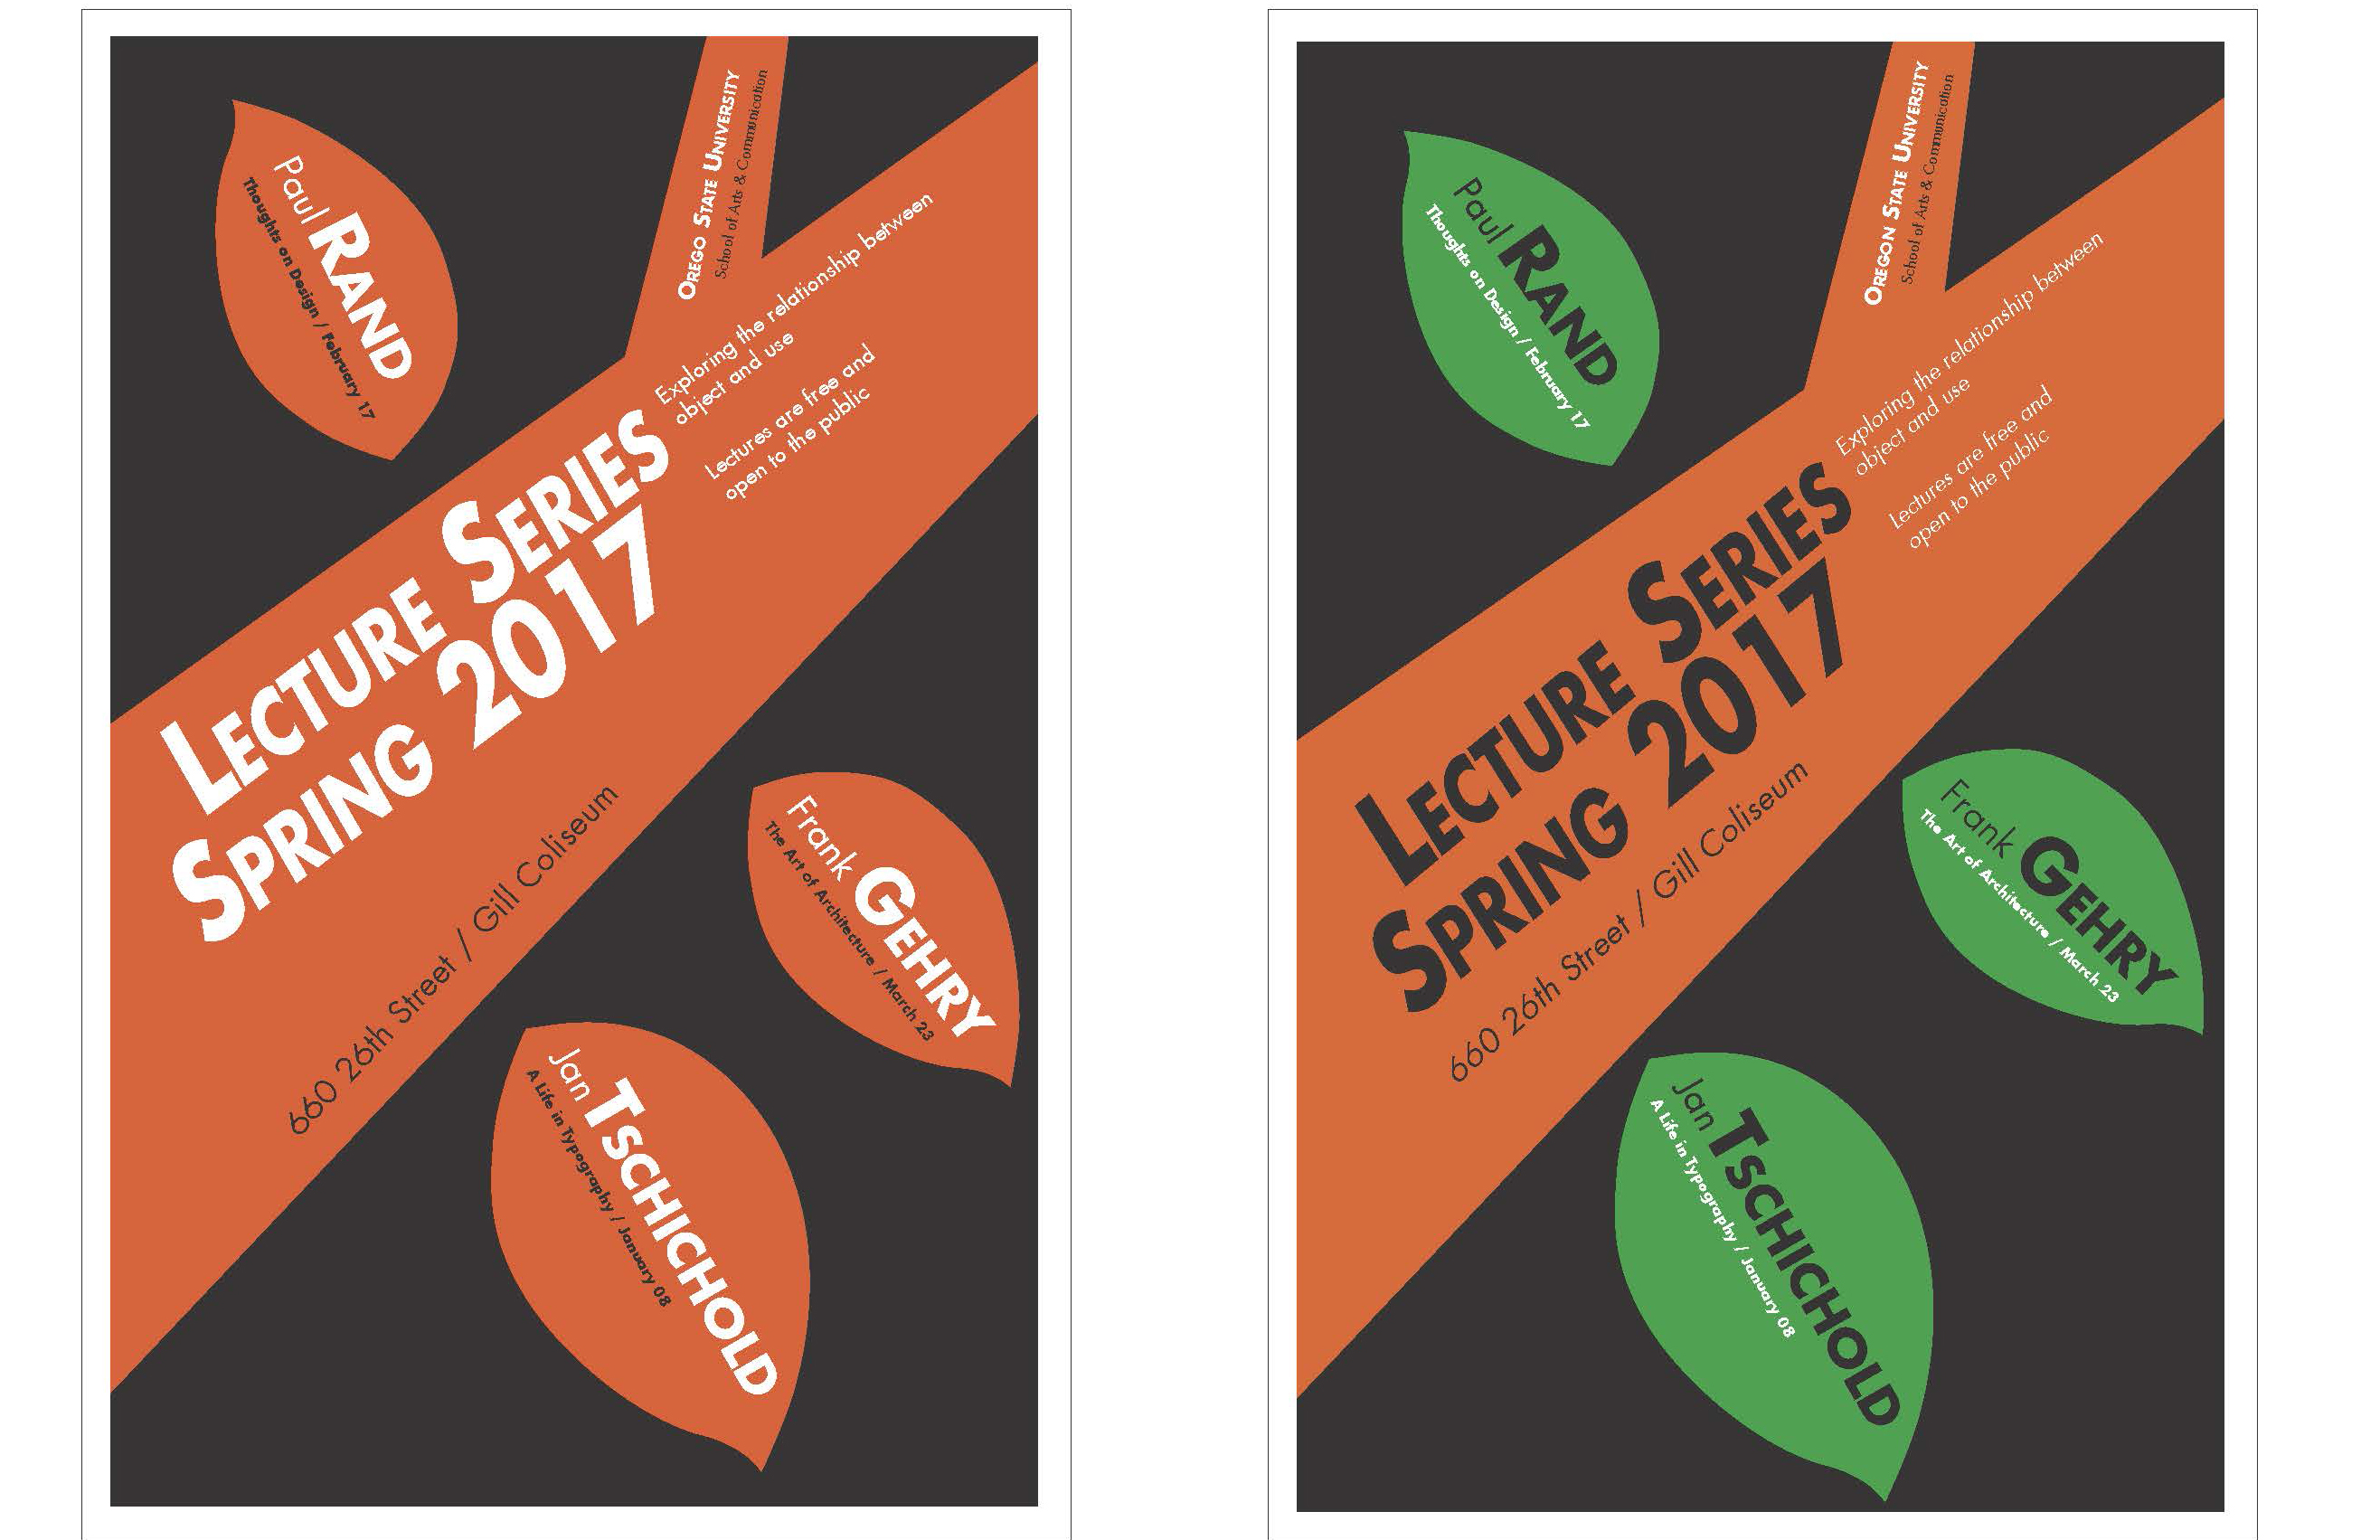 OREGO STATE UNIVERSITY
School of Arts & Communication
Paul RAND
Thoughts on Design / February 17
Exploring the relationship between
object and use
Lectures are free and
open to the public
LECTURE SERIES
SPRING 2017
660 26th Street / Gill Coliseum
Frank GEHRY
The Art of Architecture / March 23
Jan TSCHICHOLD
A Life in Typography / January 08
OREGON STATE UNIVERSITY
School of Arts & Communication
Paul RAND
Thoughts on Design / February 17
Exploring the relationship between
object and use
Lectures are free and
open to the public
LECTURE SERIES
SPRING 2017
660 26th Street / Gill Coliseum
Frank GEHRY
The Art of Architecture / March 23
Jan TSCHICHOLD
A Life in Typography / January 08